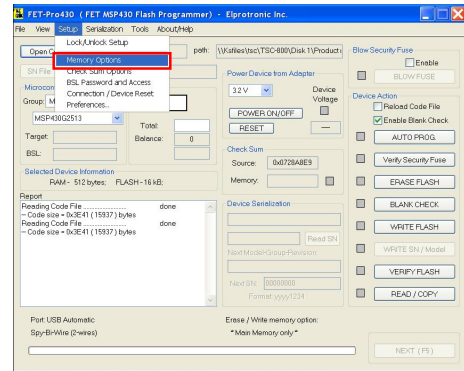 FET-Pro430 ( FET MSP430 Flash Programmer) - Elprotronic Inc.
File View Setup Serialization Tools About/Help
Lock/Unlock Setup
Memory Options
Check Sum Options
BSL Password and Access
Connection / Device Reset
Preferences...
Open C
path:
\\Ksfiles\tsc\TSC-800\Disk 1\Product
SN File
Microcon
Group: M
MSP430G2513
Total:
Target:
Balance: 0
BSL:
Selected Device Information
RAM - 512 bytes; FLASH - 16 kB;
Report
Reading Code File ..................... done
-- Code size = 0x3E41 ( 15937 ) bytes
Reading Code File ..................... done
-- Code size = 0x3E41 ( 15937 ) bytes
Power Device from Adapter
3.2 V
Device Voltage
POWER ON/OFF
RESET
---
Check Sum
Source: 0x0728A8E9
Memory:
Device Serialization
Read SN
Next Model-Group-Revision
Next SN: 00000000
Format: yyyy1234
Blow Security Fuse
Enable
BLOW FUSE
Device Action
Reload Code File
Enable Blank Check
AUTO PROG.
Verify Security Fuse
ERASE FLASH
BLANK CHECK
WRITE FLASH
WRITE SN / Model
VERIFY FLASH
READ / COPY
Port: USB Automatic
Spy-Bi-Wire (2-wires)
Erase / Write memory option:
" Main Memory only "
NEXT ( F5 )